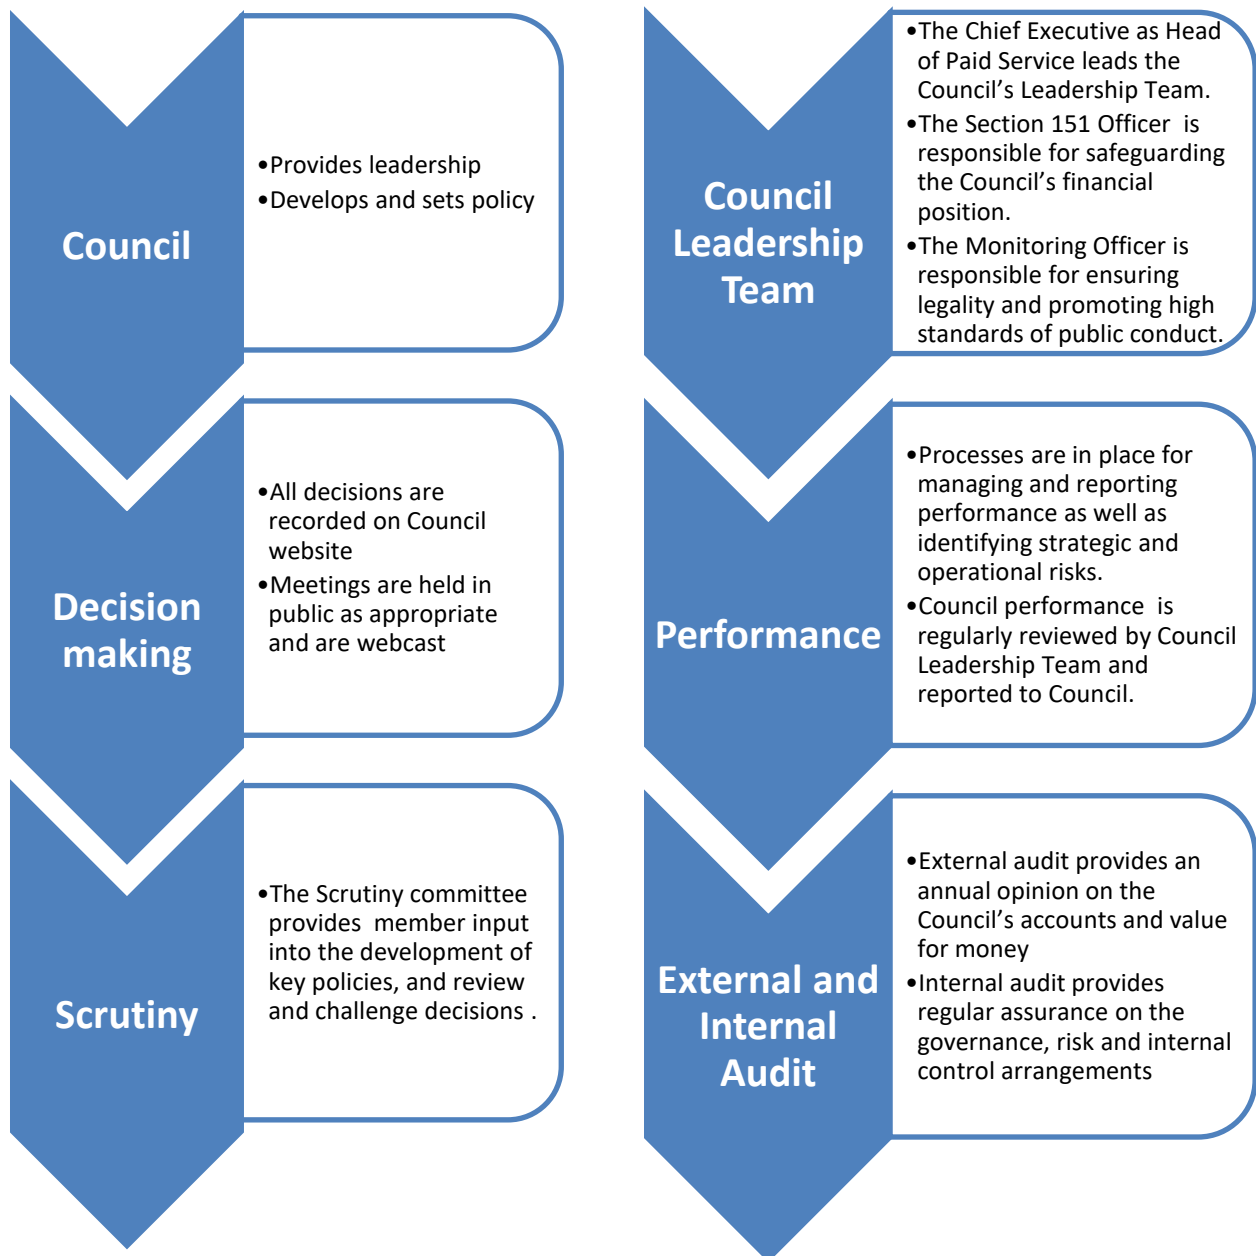 Council
•Provides leadership
•Develops and sets policy
Decision
making
•All decisions are
recorded on Council
website
•Meetings are held in
public as appropriate
and are webcast
Scrutiny
•The Scrutiny committee
provides  member input
into the development of
key policies, and review
and challenge decisions .
Council
Leadership
Team
•The Chief Executive as Head
of Paid Service leads the
Council’s Leadership Team.
•The Section 151 Officer  is
responsible for safeguarding
the Council’s financial
position.
•The Monitoring Officer is
responsible for ensuring
legality and promoting high
standards of public conduct.
Performance
•Processes are in place for
managing and reporting
performance as well as
identifying strategic and
operational risks.
•Council performance  is
regularly reviewed by Council
Leadership Team and
reported to Council.
External and
Internal
Audit
•External audit provides an
annual opinion on the
Council’s accounts and value
for money
•Internal audit provides
regular assurance on the
governance, risk and internal
control arrangements